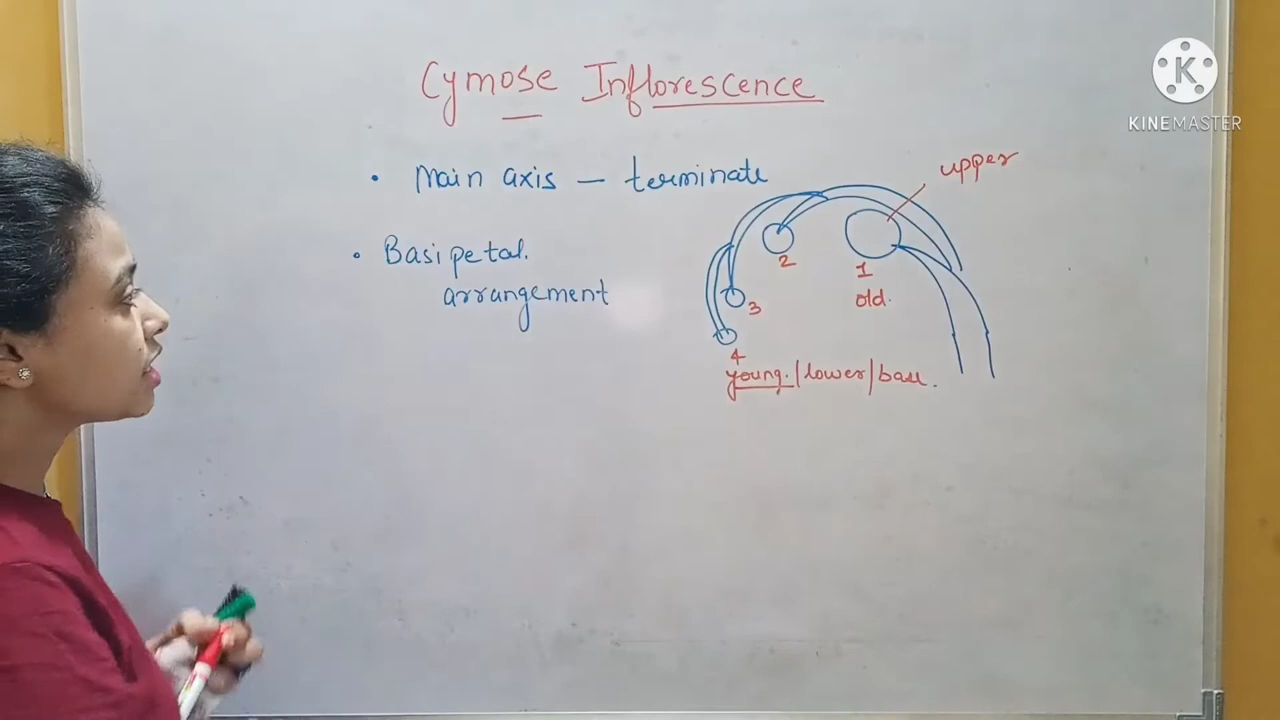 Cymose Inflorescence
K
KINEMASTER
• Main axis — terminate
upper
• Basipetal.
arrangement
2
1
old.
3
4
young./lower/base.